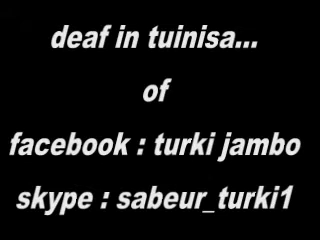 deaf in tuinisa...
of
facebook : turki jambo
skype : sabeur_turki1